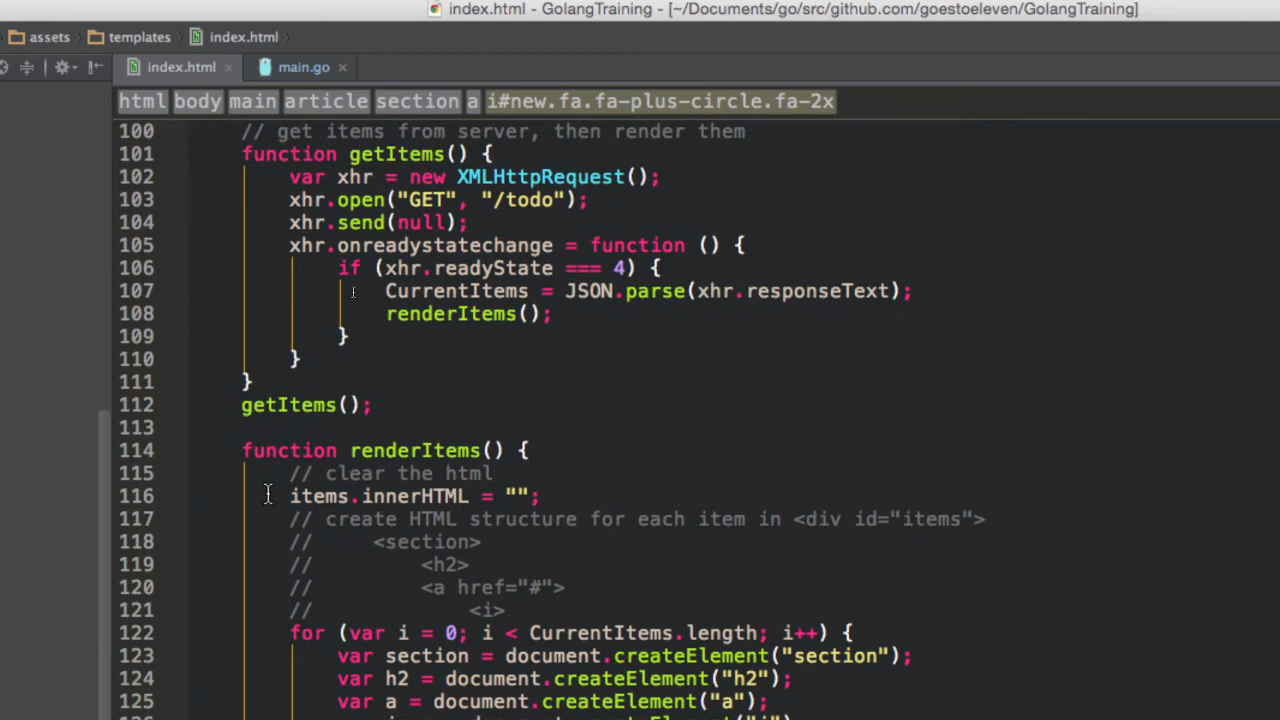 index.html - GolangTraining - [~/Documents/go/src/github.com/goestoeleven/GolangTraining]
assets templates index.html
index.html main.go
html body main article section a i#new.fa.fa-plus-circle.fa-2x
100 // get items from server, then render them
101 function getItems() {
102 var xhr = new XMLHttpRequest();
103 xhr.open("GET", "/todo");
104 xhr.send(null);
105 xhr.onreadystatechange = function () {
106 if (xhr.readyState === 4) {
107 CurrentItems = JSON.parse(xhr.responseText);
108 renderItems();
109 }
110 }
111 }
112 getItems();
113
114 function renderItems() {
115 // clear the html
116 items.innerHTML = "";
117 // create HTML structure for each item in <div id="items">
118 // <section>
119 // <h2>
120 // <a href="#">
121 // <i>
122 for (var i = 0; i < CurrentItems.length; i++) {
123 var section = document.createElement("section");
124 var h2 = document.createElement("h2");
125 var a = document.createElement("a");